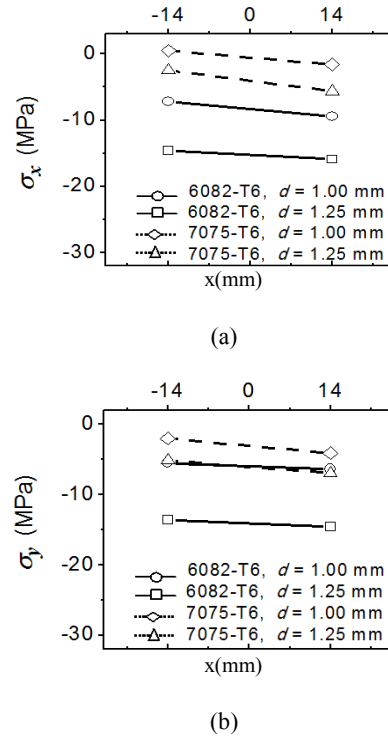 -14 0 14
0
-10
-20
-30
σx (MPa)
6082-T6, d = 1.00 mm
6082-T6, d = 1.25 mm
7075-T6, d = 1.00 mm
7075-T6, d = 1.25 mm
x(mm)
(a)
-14 0 14
0
-10
-20
-30
σy (MPa)
6082-T6, d = 1.00 mm
6082-T6, d = 1.25 mm
7075-T6, d = 1.00 mm
7075-T6, d = 1.25 mm
x(mm)
(b)